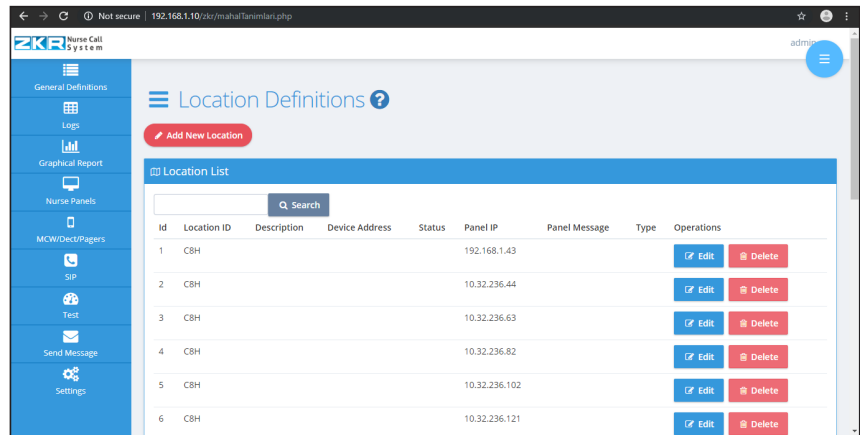 Not secure | 192.168.1.10/zkr/mahalTanimlari.php
ZKR Nurse Call System
admin
General Definitions
Logs
Graphical Report
Nurse Panels
MCW/Dect/Pagers
SIP
Test
Send Message
Settings
Location Definitions ?
Add New Location
Location List
Search
Id Location ID Description Device Address Status Panel IP Panel Message Type Operations
1 C8H 192.168.1.43 Edit Delete
2 C8H 10.32.236.44 Edit Delete
3 C8H 10.32.236.63 Edit Delete
4 C8H 10.32.236.82 Edit Delete
5 C8H 10.32.236.102 Edit Delete
6 C8H 10.32.236.121 Edit Delete